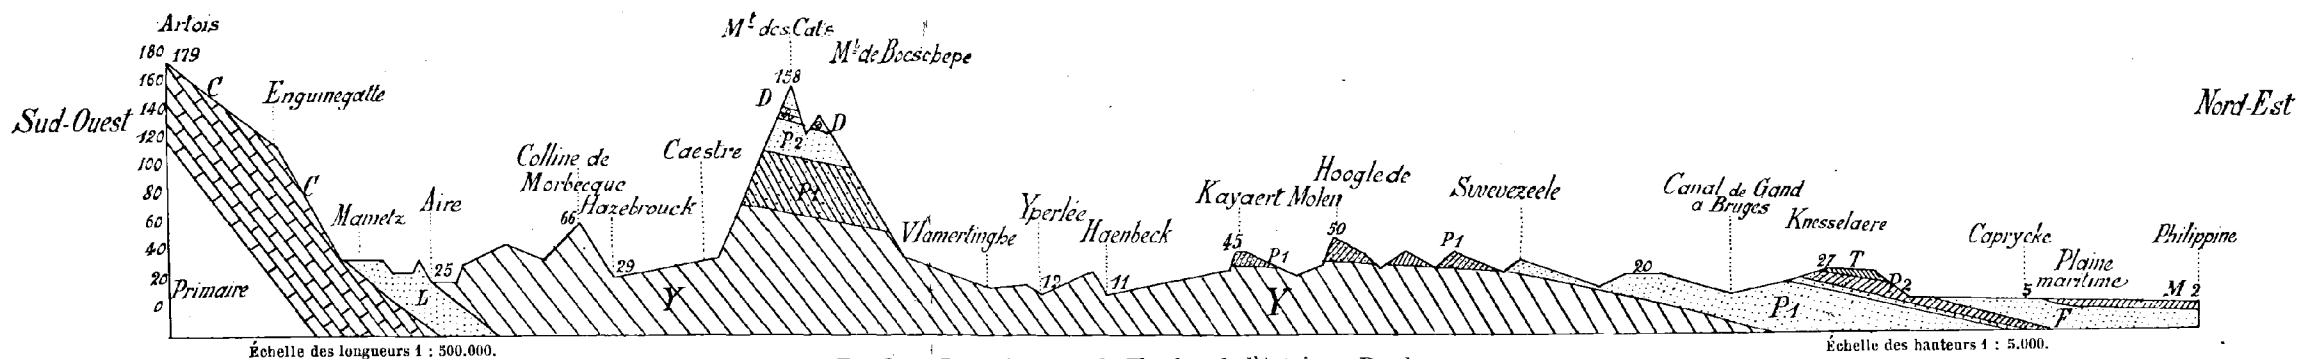 Artois
Sud-Ouest
180
179
160
140
120
100
80
60
40
20
0
C
C
Enguinegatte
Primaire
Mametz
Aire
25
L
Colline de
Morbecque
66
Hazebrouck
29
Caestre
Y
Mt des Cats
158
Mt de Boeschepe
D
D
P2
P1
Vlamertinghe
Yperlée
12
Haenbeck
11
Kayaert Molen
45
P1
Hooglede
50
P1
Swevezeele
Y
20
Canal de Gand
a Bruges
P1
Knesselaere
27
T
P2
Caprycke
5
Plaine
maritime
F
M 2
Philippine
Nord-Est
Échelle des longueurs 1 : 500.000.
Échelle des hauteurs 1 : 5.000.